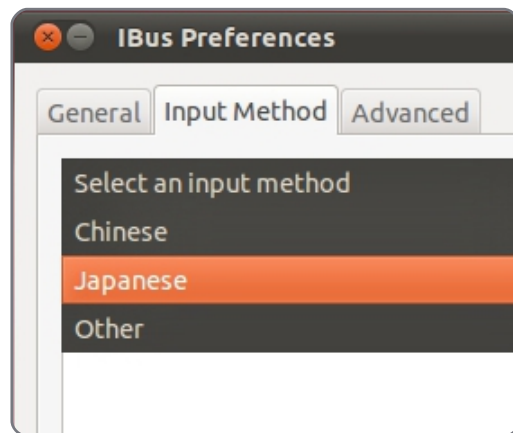 IBus Preferences
General Input Method Advanced
Select an input method
Chinese
Japanese
Other